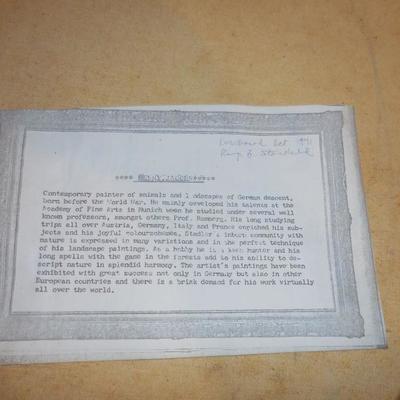 Oct
****
*****
Contemporary painter of animals and landscapes of German descent,
born before the World War. He mainly developed his talents at the
Academy of Fine Arts in Munich when he studied under several well
known professors, amongst others Prof. Romberg. His long studying
trips all over Austria, Germany, Italy and France enriched his sub-
jects and his joyful colourschemes. Stadler's inborn community with
nature is expressed in many variations and in the perfect technique
of his landscape paintings. As a hobby he is a keen hunter and his
long spells with the game in the forests add to his ability to de-
script nature in splendid harmony. The artist's paintings have been
exhibited with great success not only in Germany but also in other
European countries and there is a brisk demand for his work virtually
all over the world.